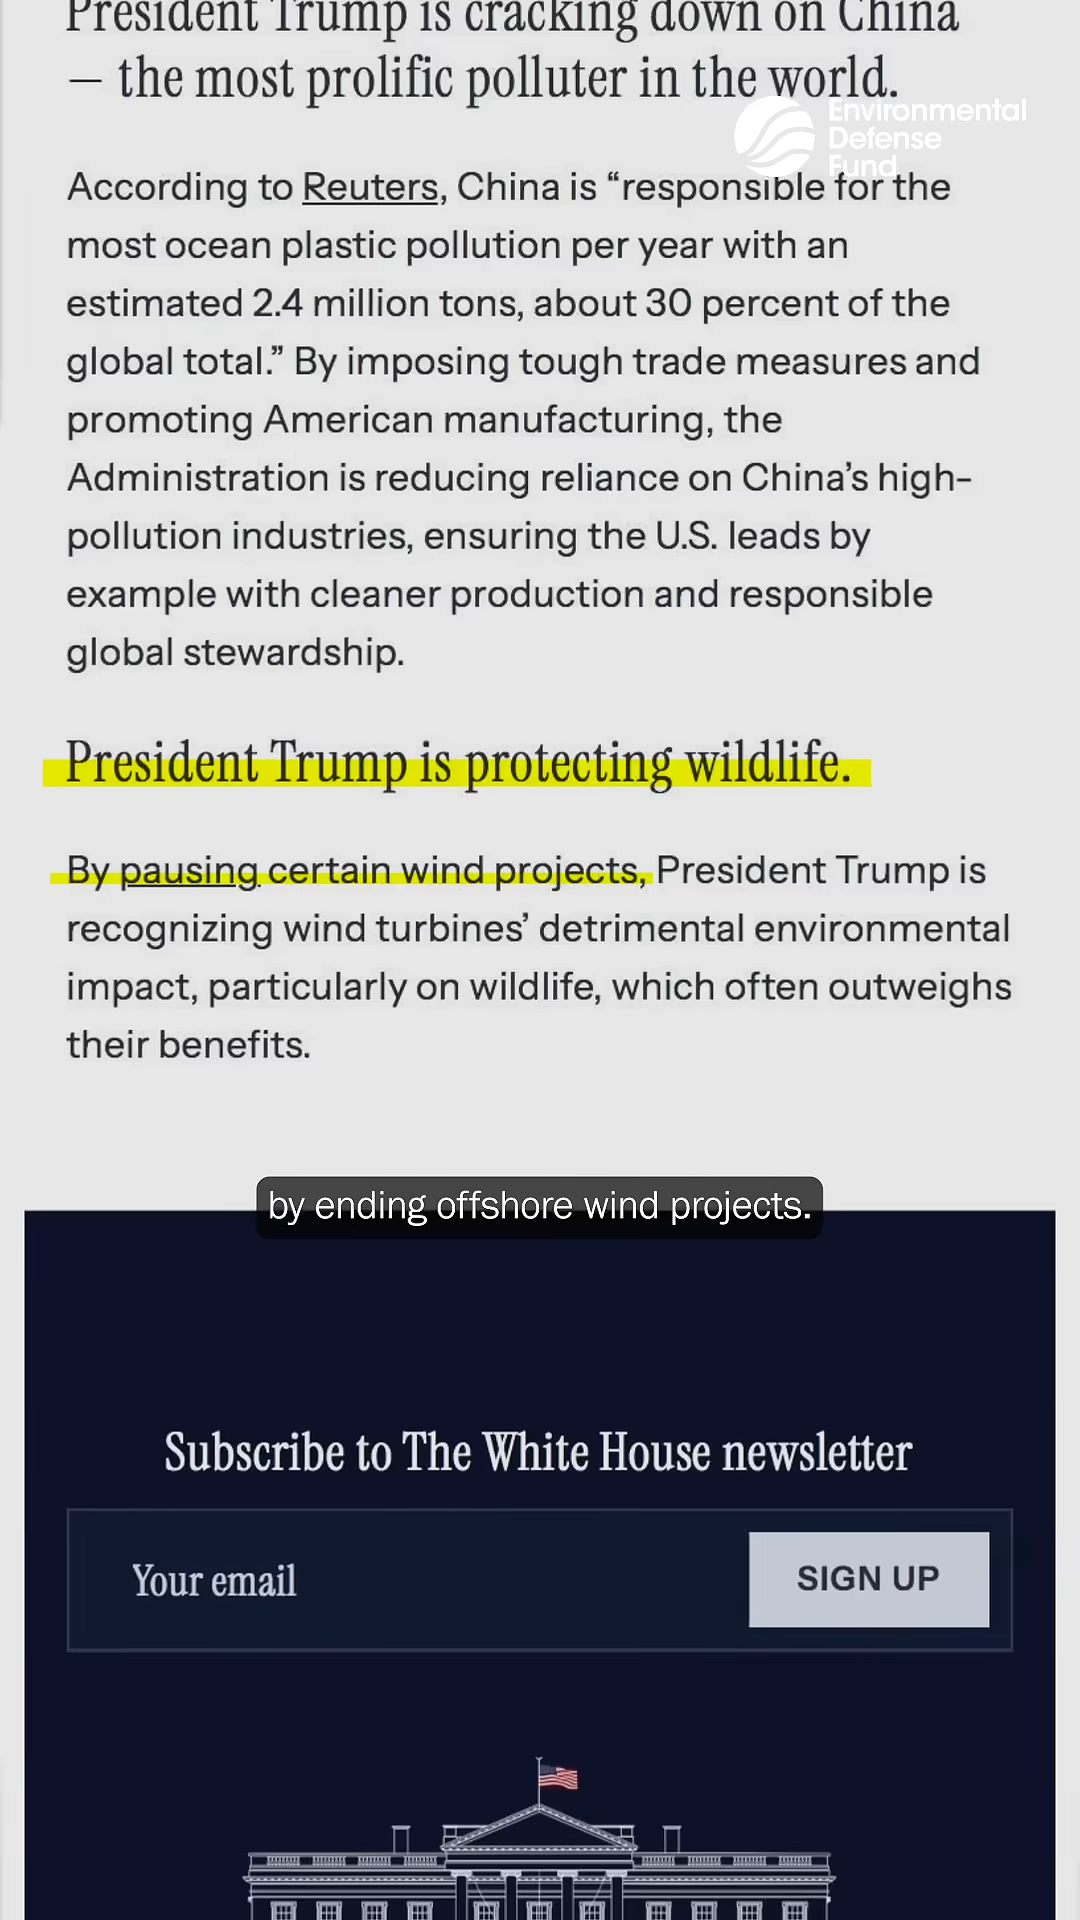 President Trump is cracking down on China
— the most prolific polluter in the world.
Environmental
Defense
Fund
According to Reuters, China is “responsible for the
most ocean plastic pollution per year with an
estimated 2.4 million tons, about 30 percent of the
global total.” By imposing tough trade measures and
promoting American manufacturing, the
Administration is reducing reliance on China’s high-
pollution industries, ensuring the U.S. leads by
example with cleaner production and responsible
global stewardship.
President Trump is protecting wildlife.
By pausing certain wind projects, President Trump is
recognizing wind turbines’ detrimental environmental
impact, particularly on wildlife, which often outweighs
their benefits.
by ending offshore wind projects.
Subscribe to The White House newsletter
Your email
SIGN UP